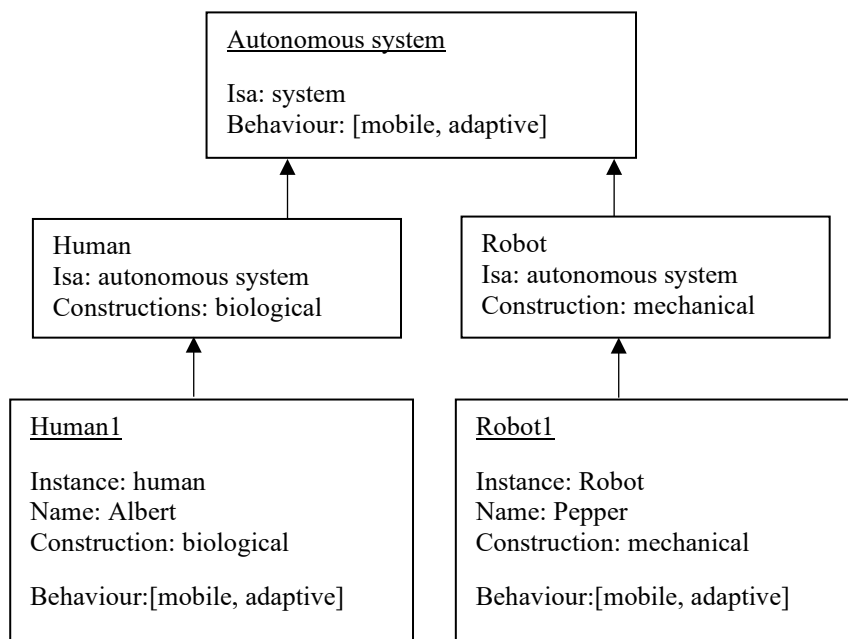 Autonomous system
Isa: system
Behaviour: [mobile, adaptive]
Human
Isa: autonomous system
Constructions: biological
Robot
Isa: autonomous system
Construction: mechanical
Human1
Instance: human
Name: Albert
Construction: biological
Behaviour:[mobile, adaptive]
Robot1
Instance: Robot
Name: Pepper
Construction: mechanical
Behaviour:[mobile, adaptive]